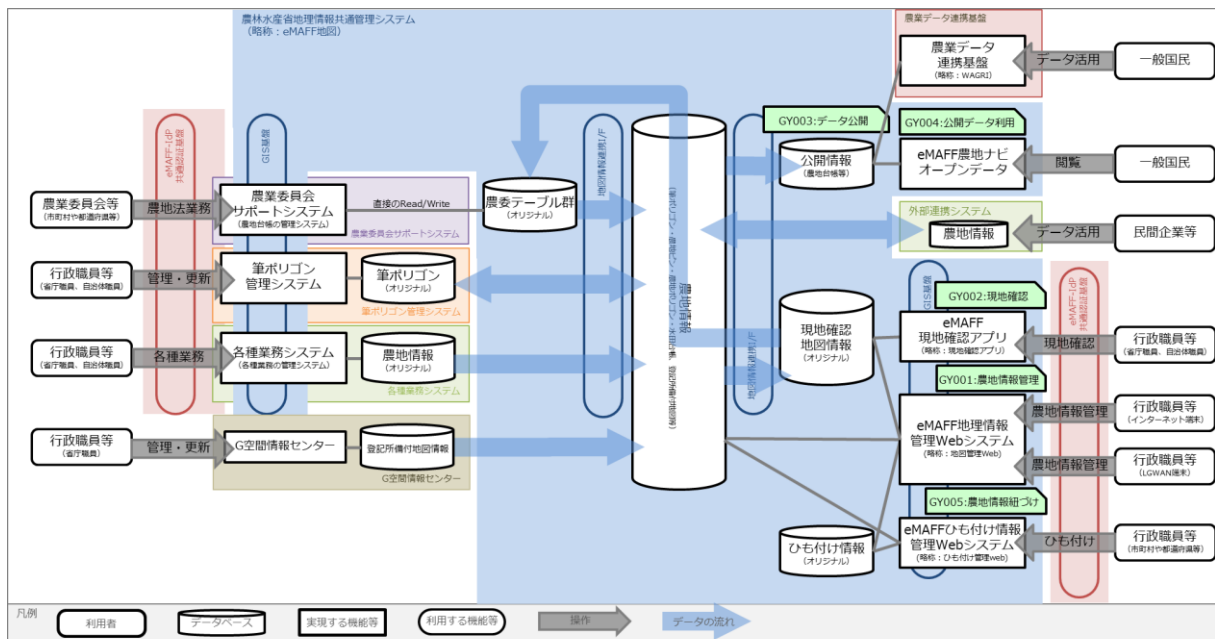 農林水産省地理情報共通管理システム
（略称：eMAFF地図）
農業データ連携基盤
農業データ
連携基盤
（略称：WAGRI）
データ活用
一般国民
eMAFF-IdP
共通認証基盤
GIS基盤
地図情報連携I/F
地図情報連携I/F
GY003:データ公開
GY004:公開データ利用
公開情報
（農地台帳等）
eMAFF農地ナビ
オープンデータ
閲覧
一般国民
農業委員会等
（市町村や都道府県等）
農地法業務
農業委員会
サポートシステム
（農地台帳の管理システム）
直接のRead/Write
農業委員会サポートシステム
農委テーブル群
（オリジナル）
外部連携システム
農地情報
データ活用
民間企業等
行政職員等
（省庁職員、自治体職員）
管理・更新
筆ポリゴン
管理システム
筆ポリゴン
（オリジナル）
筆ポリゴン管理システム
農地情報
GIS基盤
eMAFF-IdP
共通認証基盤
GY002:現地確認
現地確認
地図情報
（オリジナル）
eMAFF
現地確認アプリ
（略称：現地確認アプリ）
現地確認
行政職員等
（省庁職員、自治体職員）
行政職員等
（省庁職員、自治体職員）
各種業務
各種業務システム
（各種業務の管理システム）
農地情報
（オリジナル）
各種業務システム
GY001:農地情報管理
eMAFF地理情報
管理Webシステム
（略称：地図管理Web）
農地情報管理
行政職員等
（インターネット端末）
農地情報管理
行政職員等
（LGWAN端末）
行政職員等
（省庁職員）
管理・更新
G空間情報センター
登記所備付地図情報
G空間情報センター
GY005:農地情報紐づけ
ひも付け情報
（オリジナル）
eMAFFひも付け情報
管理Webシステム
（略称：ひも付け管理web）
ひも付け
行政職員等
（市町村や都道府県等）
凡例
利用者
データベース
実現する機能等
利用する機能等
操作
データの流れ